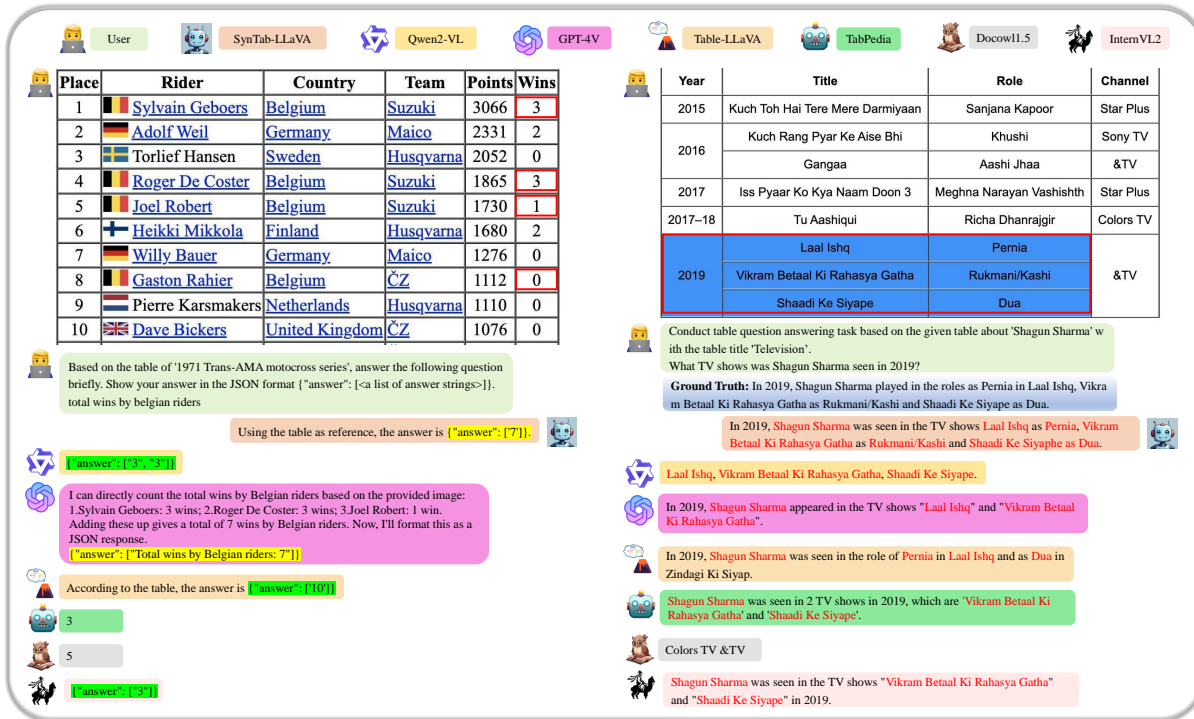 User
SynTab-LLaVA
Qwen2-VL
GPT-4V
Table-LLaVA
TabPedia
Docowl1.5
InternVL2
Place Rider Country Team Points Wins
1 Sylvain Geboers Belgium Suzuki 3066 3
2 Adolf Weil Germany Maico 2331 2
3 Torlief Hansen Sweden Husqvarna 2052 0
4 Roger De Coster Belgium Suzuki 1865 3
5 Joel Robert Belgium Suzuki 1730 1
6 Heikki Mikkola Finland Husqvarna 1680 2
7 Willy Bauer Germany Maico 1276 0
8 Gaston Rahier Belgium ČZ 1112 0
9 Pierre Karsmakers Netherlands Husqvarna 1110 0
10 Dave Bickers United Kingdom ČZ 1076 0
Based on the table of '1971 Trans-AMA motocross series', answer the following question
briefly. Show your answer in the JSON format {"answer": [<a list of answer strings>]}.
total wins by belgian riders
Using the table as reference, the answer is {"answer": ['7']}.
{"answer": ["3", "3"]}
I can directly count the total wins by Belgian riders based on the provided image:
1.Sylvain Geboers: 3 wins; 2.Roger De Coster: 3 wins; 3.Joel Robert: 1 win.
Adding these up gives a total of 7 wins by Belgian riders. Now, I'll format this as a
JSON response.
{"answer": ["Total wins by Belgian riders: 7"]}
According to the table, the answer is {"answer": ['10']}
3
5
{"answer": ["3"]}
Year Title Role Channel
2015 Kuch Toh Hai Tere Mere Darmiyaan Sanjana Kapoor Star Plus
2016 Kuch Rang Pyar Ke Aise Bhi Khushi Sony TV
Gangaa Aashi Jhaa &TV
2017 Iss Pyaar Ko Kya Naam Doon 3 Meghna Narayan Vashishth Star Plus
2017–18 Tu Aashiqui Richa Dhanrajgir Colors TV
Laal Ishq Pernia
2019 Vikram Betaal Ki Rahasya Gatha Rukmani/Kashi &TV
Shaadi Ke Siyape Dua
Conduct table question answering task based on the given table about 'Shagun Sharma' w
ith the table title 'Television'.
What TV shows was Shagun Sharma seen in 2019?
Ground Truth: In 2019, Shagun Sharma played in the roles as Pernia in Laal Ishq, Vikra
m Betaal Ki Rahasya Gatha as Rukmani/Kashi and Shaadi Ke Siyape as Dua.
In 2019, Shagun Sharma was seen in the TV shows Laal Ishq as Pernia, Vikram
Betaal Ki Rahasya Gatha as Rukmani/Kashi and Shaadi Ke Siyaphe as Dua.
Laal Ishq, Vikram Betaal Ki Rahasya Gatha, Shaadi Ke Siyape.
In 2019, Shagun Sharma appeared in the TV shows "Laal Ishq" and "Vikram Betaal
Ki Rahasya Gatha".
In 2019, Shagun Sharma was seen in the role of Pernia in Laal Ishq and as Dua in
Zindagi Ki Siyap.
Shagun Sharma was seen in 2 TV shows in 2019, which are 'Vikram Betaal Ki
Rahasya Gatha' and 'Shaadi Ke Siyape'.
Colors TV &TV
Shagun Sharma was seen in the TV shows "Vikram Betaal Ki Rahasya Gatha"
and "Shaadi Ke Siyape" in 2019.